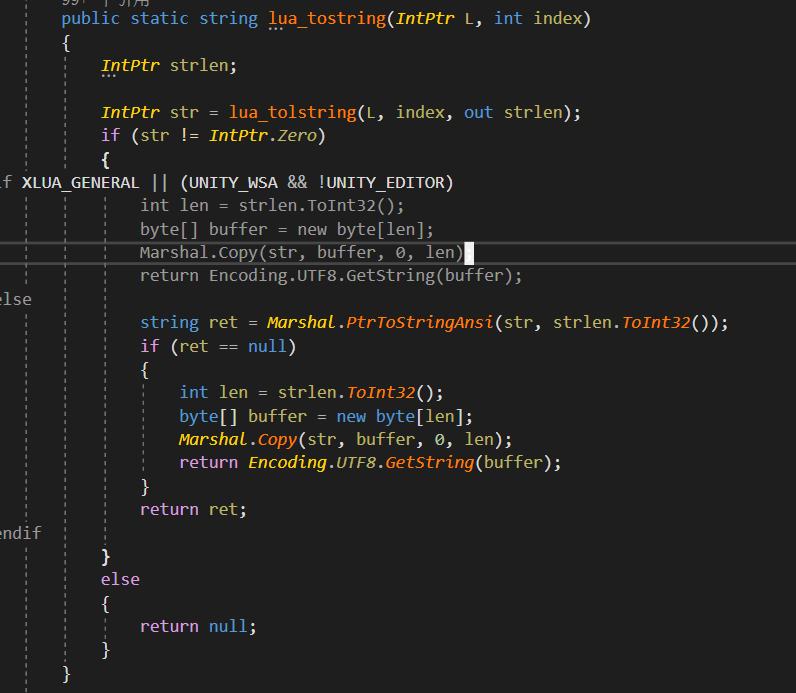 99+ 个引用
public static string lua_tostring(IntPtr L, int index)
{
IntPtr strlen;
IntPtr str = lua_tolstring(L, index, out strlen);
if (str != IntPtr.Zero)
{
f XLUA_GENERAL || (UNITY_WSA && !UNITY_EDITOR)
int len = strlen.ToInt32();
byte[] buffer = new byte[len];
Marshal.Copy(str, buffer, 0, len);
return Encoding.UTF8.GetString(buffer);
else
string ret = Marshal.PtrToStringAnsi(str, strlen.ToInt32());
if (ret == null)
{
int len = strlen.ToInt32();
byte[] buffer = new byte[len];
Marshal.Copy(str, buffer, 0, len);
return Encoding.UTF8.GetString(buffer);
}
return ret;
endif
}
else
{
return null;
}
}